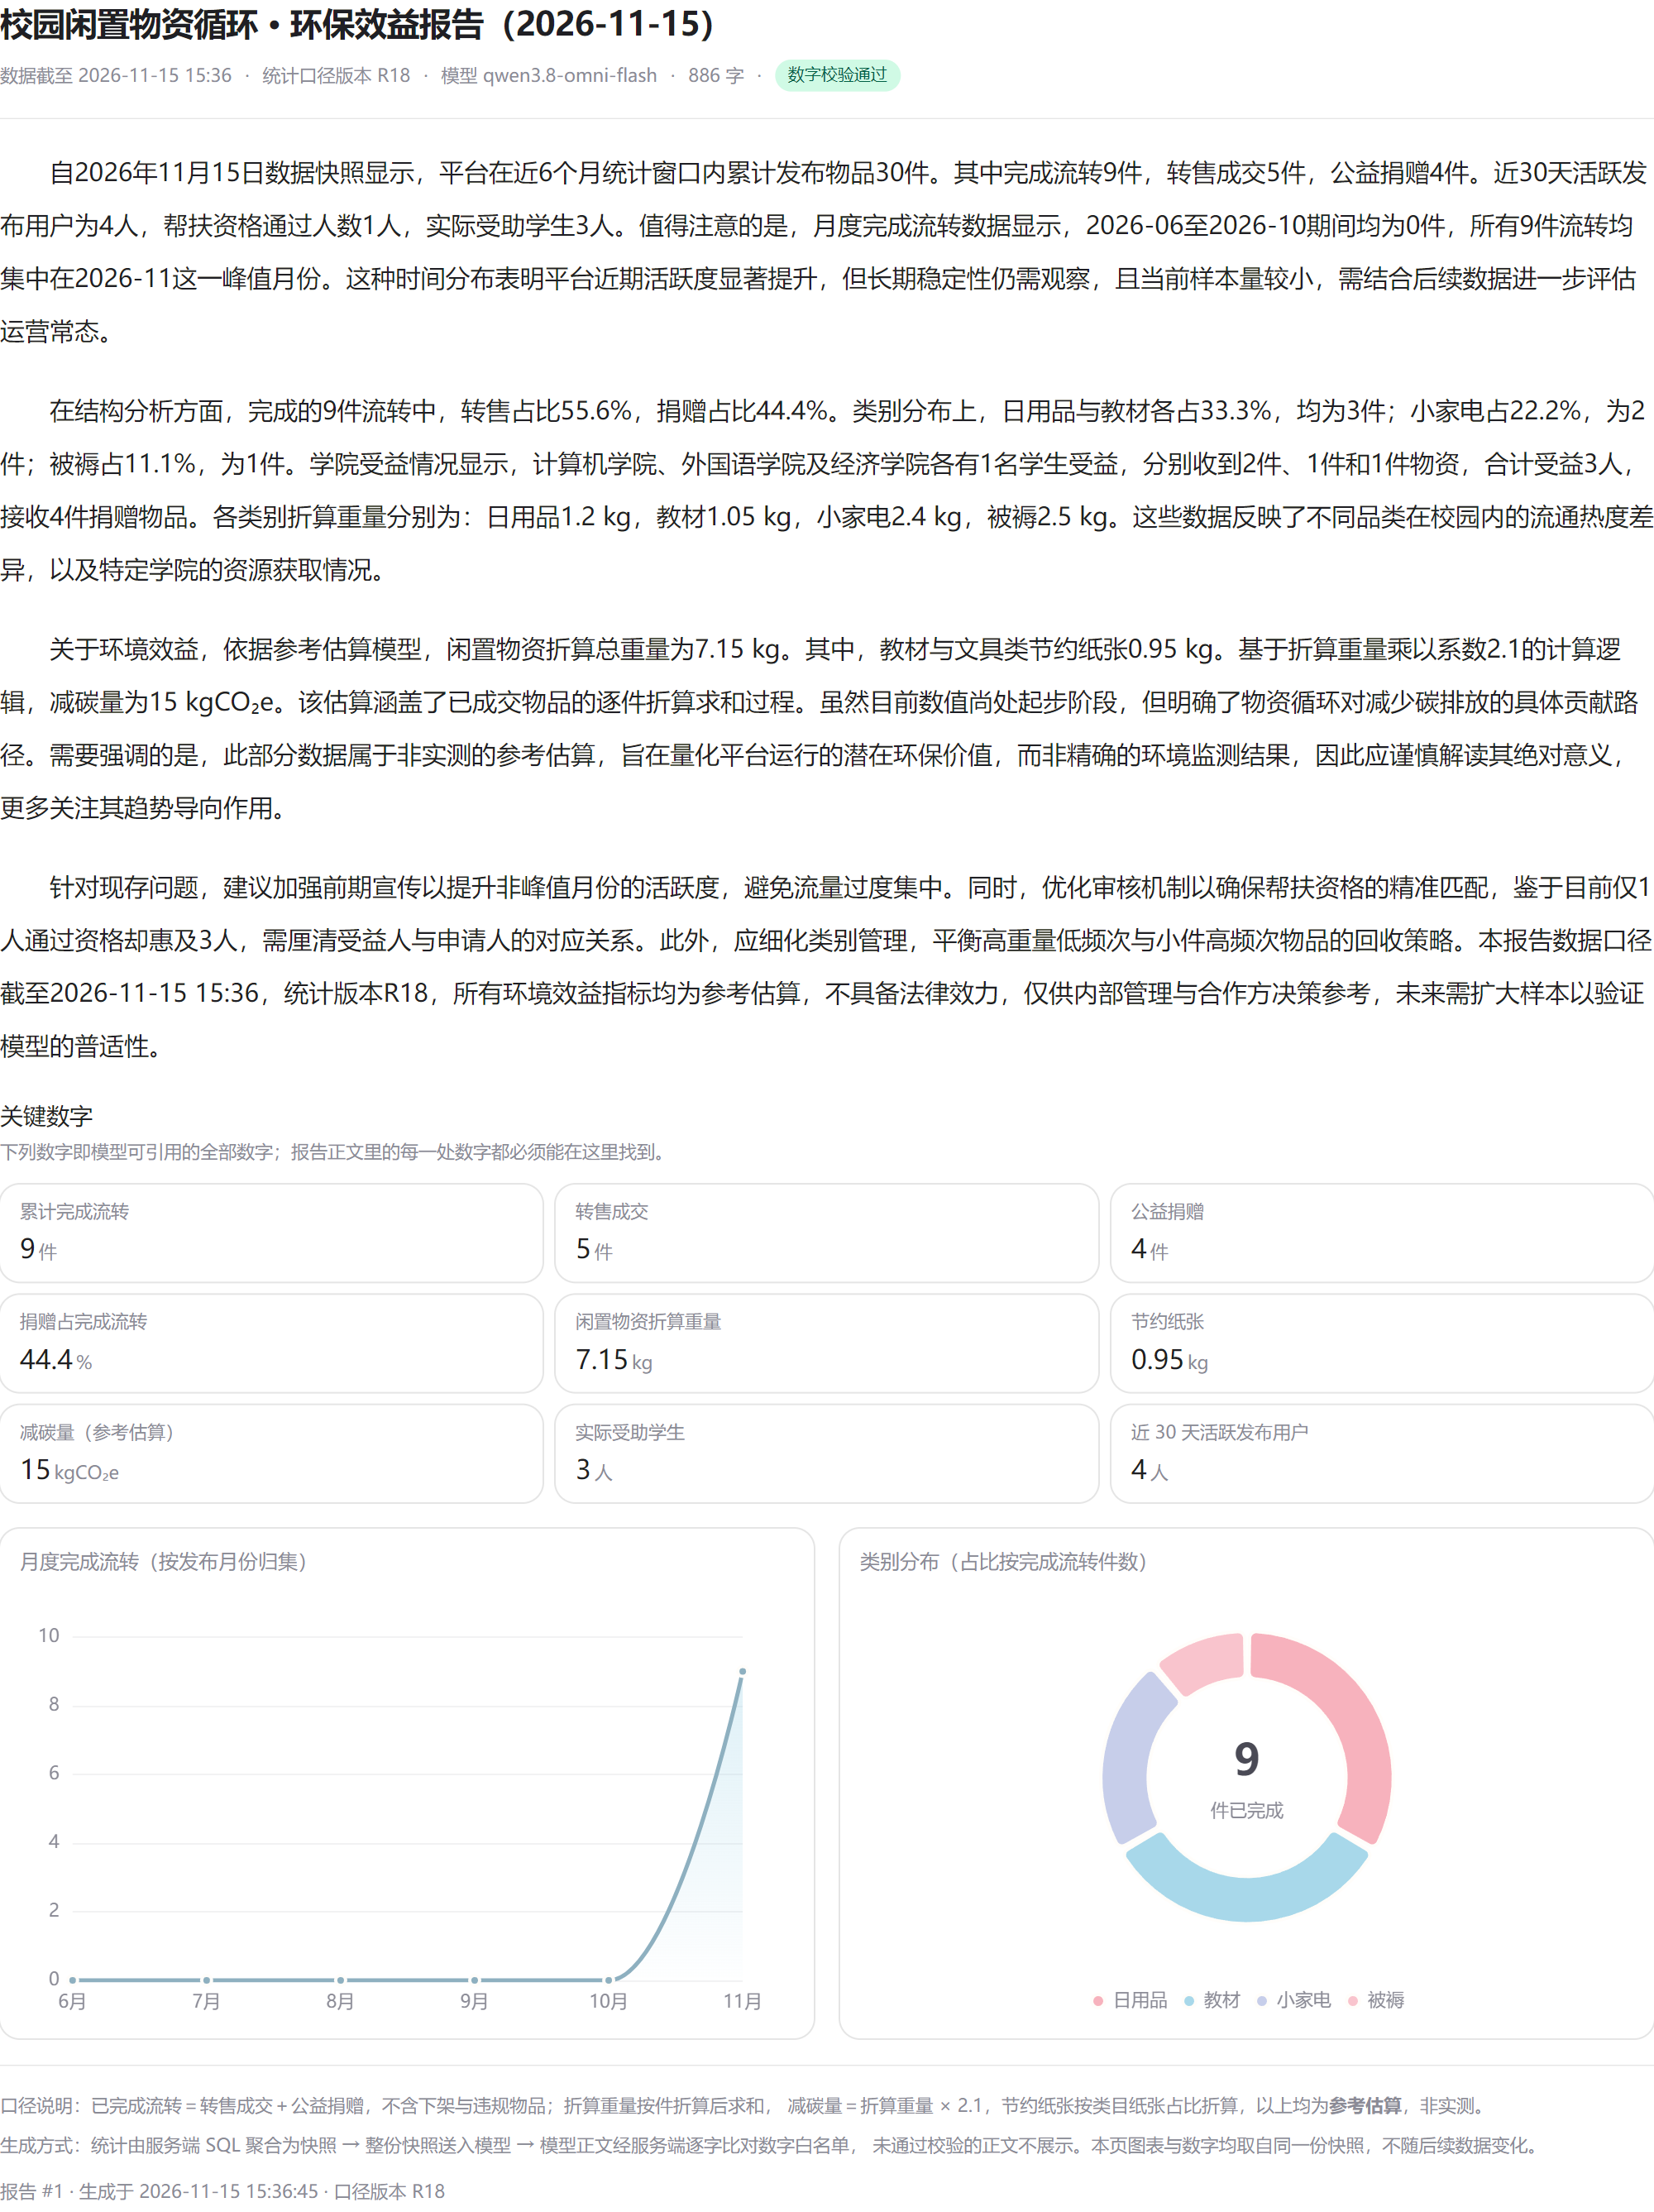 校园闲置物资循环 • 环保效益报告（2026-11-15）
数据截至 2026-11-15 15:36 · 统计口径版本 R18 · 模型 qwen3.8-omni-flash · 886 字 · 数字校验通过
自2026年11月15日数据快照显示，平台在近6个月统计窗口内累计发布物品30件。其中完成流转9件，转售成交5件，公益捐赠4件。近30天活跃发
布用户为4人，帮扶资格通过人数1人，实际受助学生3人。值得注意的是，月度完成流转数据显示，2026-06至2026-10期间均为0件，所有9件流转均
集中在2026-11这一峰值月份。这种时间分布表明平台近期活跃度显著提升，但长期稳定性仍需观察，且当前样本量较小，需结合后续数据进一步评估
运营常态。
在结构分析方面，完成的9件流转中，转售占比55.6%，捐赠占比44.4%。类别分布上，日用品与教材各占33.3%，均为3件；小家电占22.2%，为2
件；被褥占11.1%，为1件。学院受益情况显示，计算机学院、外国语学院及经济学院各有1名学生受益，分别收到2件、1件和1件物资，合计受益3人，
接收4件捐赠物品。各类别折算重量分别为：日用品1.2 kg，教材1.05 kg，小家电2.4 kg，被褥2.5 kg。这些数据反映了不同品类在校园内的流通热度差
异，以及特定学院的资源获取情况。
关于环境效益，依据参考估算模型，闲置物资折算总重量为7.15 kg。其中，教材与文具类节约纸张0.95 kg。基于折算重量乘以系数2.1的计算逻
辑，减碳量为15 kgCO₂e。该估算涵盖了已成交物品的逐件折算求和过程。虽然目前数值尚处起步阶段，但明确了物资循环对减少碳排放的具体贡献路
径。需要强调的是，此部分数据属于非实测的参考估算，旨在量化平台运行的潜在环保价值，而非精确的环境监测结果，因此应谨慎解读其绝对意义，
更多关注其趋势导向作用。
针对现存问题，建议加强前期宣传以提升非峰值月份的活跃度，避免流量过度集中。同时，优化审核机制以确保帮扶资格的精准匹配，鉴于目前仅1
人通过资格却惠及3人，需厘清受益人与申请人的对应关系。此外，应细化类别管理，平衡高重量低频次与小件高频次物品的回收策略。本报告数据口径
截至2026-11-15 15:36，统计版本R18，所有环境效益指标均为参考估算，不具备法律效力，仅供内部管理与合作方决策参考，未来需扩大样本以验证
模型的普适性。
关键数字
下列数字即模型可引用的全部数字；报告正文里的每一处数字都必须能在这里找到。
累计完成流转
9 件
转售成交
5 件
公益捐赠
4 件
捐赠占完成流转
44.4 %
闲置物资折算重量
7.15 kg
节约纸张
0.95 kg
减碳量（参考估算）
15 kgCO₂e
实际受助学生
3 人
近 30 天活跃发布用户
4 人
月度完成流转（按发布月份归集）
10
8
6
4
2
0
6月 7月 8月 9月 10月 11月
类别分布（占比按完成流转件数）
9
件已完成
日用品 教材 小家电 被褥
口径说明：已完成流转＝转售成交＋公益捐赠，不含下架与违规物品；折算重量按件折算后求和， 减碳量＝折算重量 × 2.1，节约纸张按类目纸张占比折算，以上均为参考估算，非实测。
生成方式：统计由服务端 SQL 聚合为快照 → 整份快照送入模型 → 模型正文经服务端逐字比对数字白名单， 未通过校验的正文不展示。本页图表与数字均取自同一份快照，不随后续数据变化。
报告 #1 · 生成于 2026-11-15 15:36:45 · 口径版本 R18